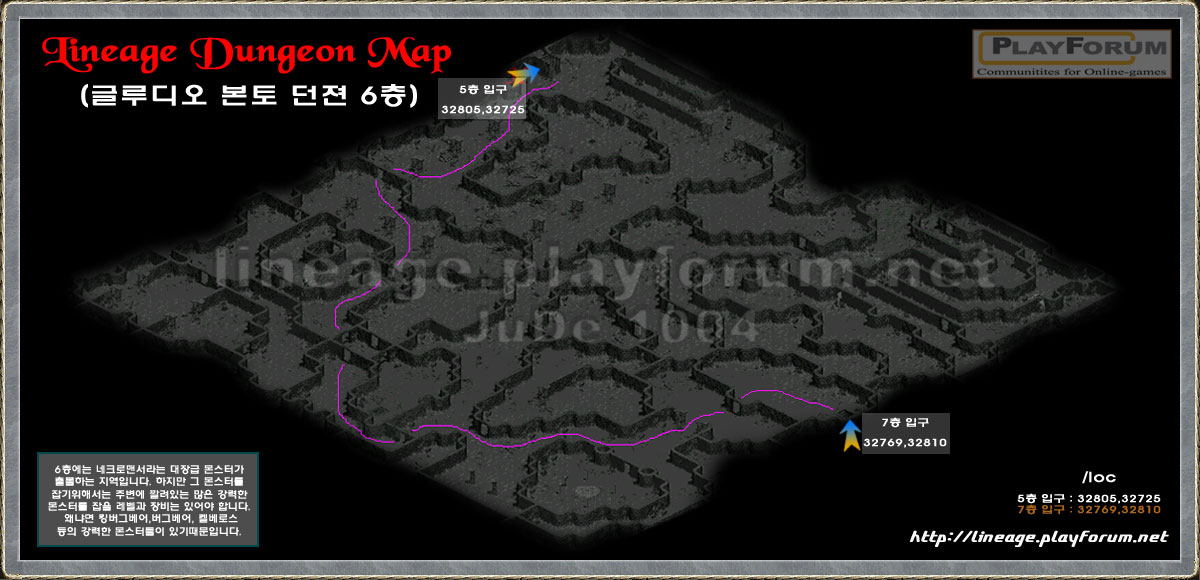 Lineage Dungeon Map
(글루디오 본토 던젼 6층)
PLAYFORUM
Communitites for Online-games
5층 입구
32805,32725
lineage.playforum.net
JuDe 1004
7층 입구
32769,32810
6층에는 네크로맨서라는 대장급 몬스터가
출몰하는 지역입니다. 하지만 그 몬스터를
잡기위해서는 주변에 깔려있는 많은 강력한
몬스터를 잡을 레벨과 장비는 있어야 합니다.
왜냐면 킹버그베어,버그베어, 켈베로스
등의 강력한 몬스터들이 있기때문입니다.
/loc
5층 입구 : 32805,32725
7층 입구 : 32769,32810
http://lineage.playforum.net